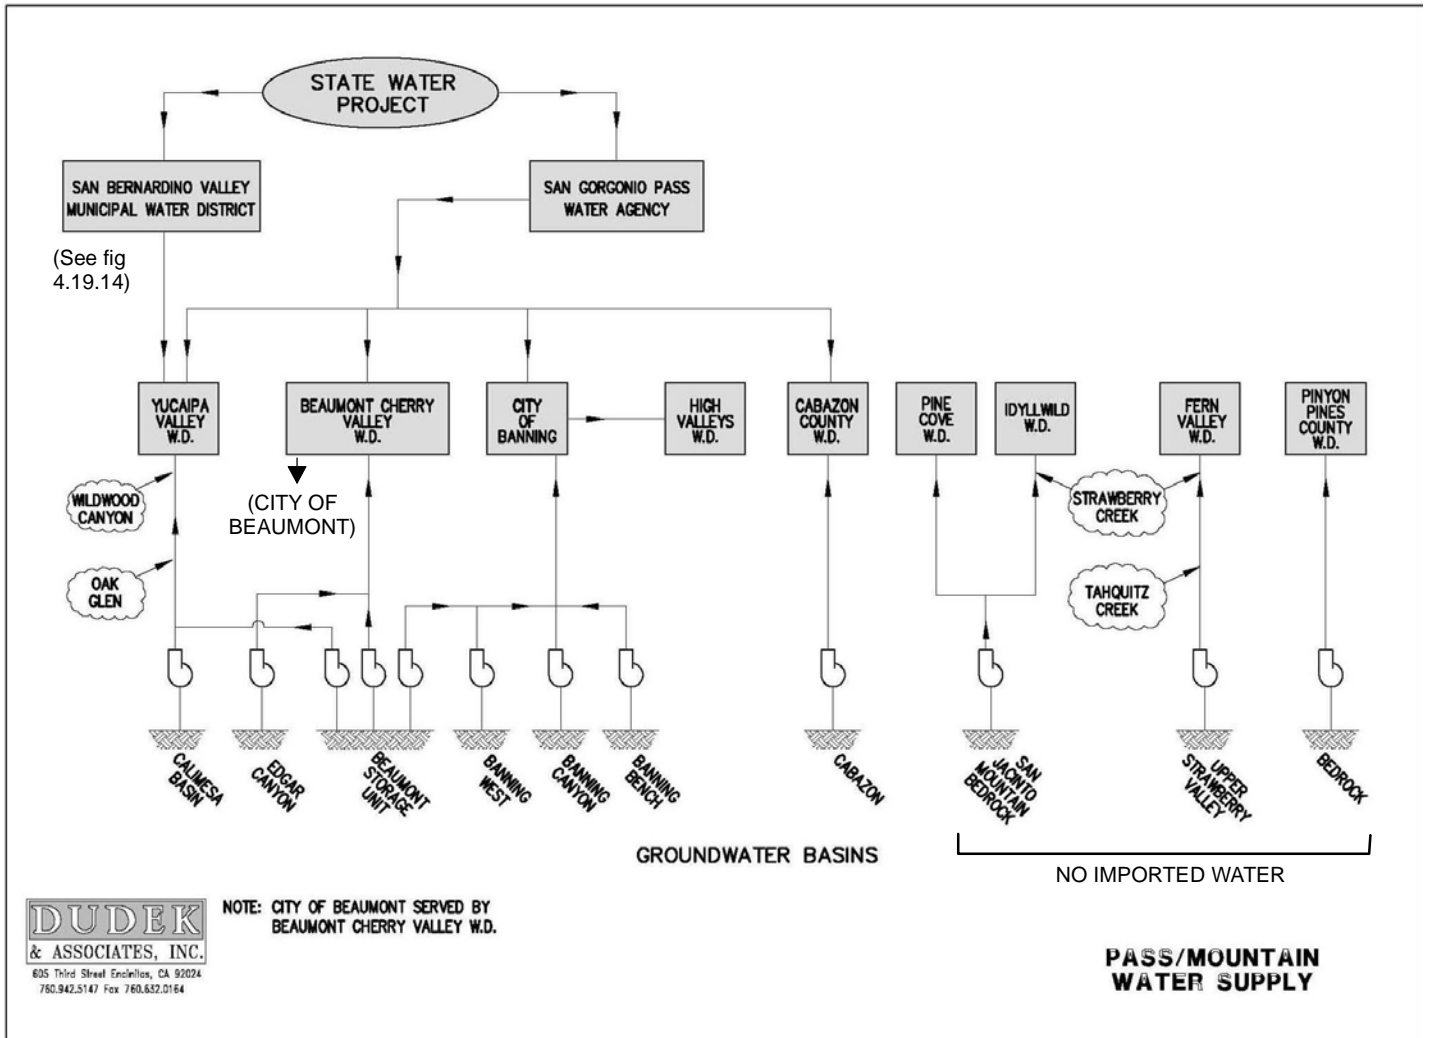 STATE WATER
PROJECT
SAN BERNARDINO VALLEY
MUNICIPAL WATER DISTRICT
SAN GORGONIO PASS
WATER AGENCY
(See fig
4.19.14)
YUCAIPA
VALLEY
W.D.
BEAUMONT CHERRY
VALLEY
W.D.
CITY
OF
BANNING
HIGH
VALLEYS
W.D.
CABAZON
COUNTY
W.D.
PINE
COVE
W.D.
IDYLLWILD
W.D.
FERN
VALLEY
W.D.
PINYON
PINES
COUNTY
W.D.
WILDWOOD
CANYON
(CITY OF
BEAUMONT)
STRAWBERRY
CREEK
OAK
GLEN
TAHQUITZ
CREEK
CALIMESA
BASIN
EDGAR
CANYON
BEAUMONT
STORAGE
UNIT
BANNING
WEST
BANNING
CANYON
BANNING
BENCH
CABAZON
SAN
JACINTO
MOUNTAIN
BEDROCK
UPPER
STRAWBERRY
VALLEY
BEDROCK
GROUNDWATER BASINS
NO IMPORTED WATER
DUDEK
& ASSOCIATES, INC.
605 Third Street Encinitas, CA 92024
760.942.5147 Fax 760.632.0164
NOTE: CITY OF BEAUMONT SERVED BY
BEAUMONT CHERRY VALLEY W.D.
PASS/MOUNTAIN
WATER SUPPLY